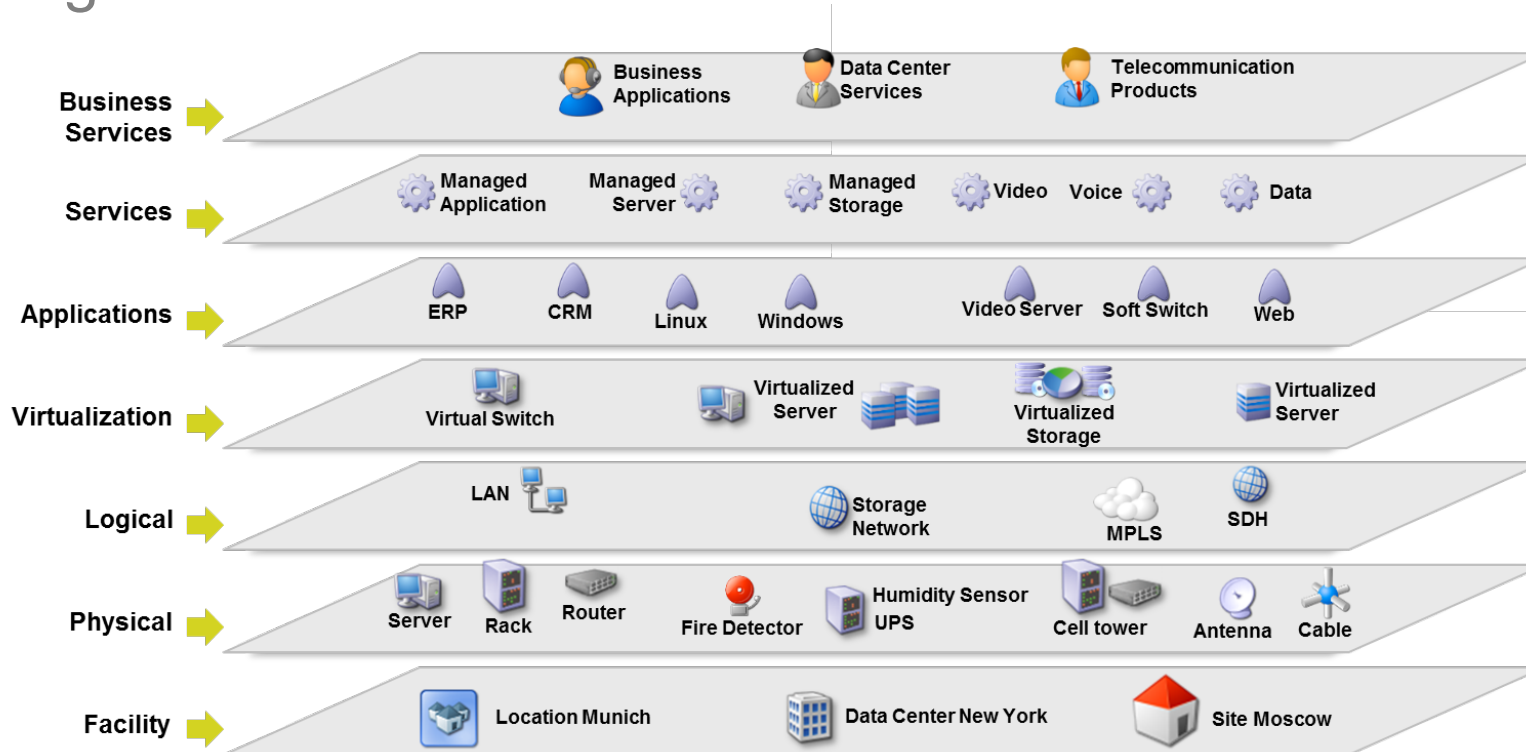 Business
Services
Business
Applications
Data Center
Services
Telecommunication
Products
Services
Managed
Application
Managed
Server
Managed
Storage
Video
Voice
Data
Applications
ERP
CRM
Linux
Windows
Video Server
Soft Switch
Web
Virtualization
Virtual Switch
Virtualized
Server
Virtualized
Storage
Virtualized
Server
Logical
LAN
Storage
Network
MPLS
SDH
Physical
Server
Rack
Router
Fire Detector
Humidity Sensor
UPS
Cell tower
Antenna
Cable
Facility
Location Munich
Data Center New York
Site Moscow